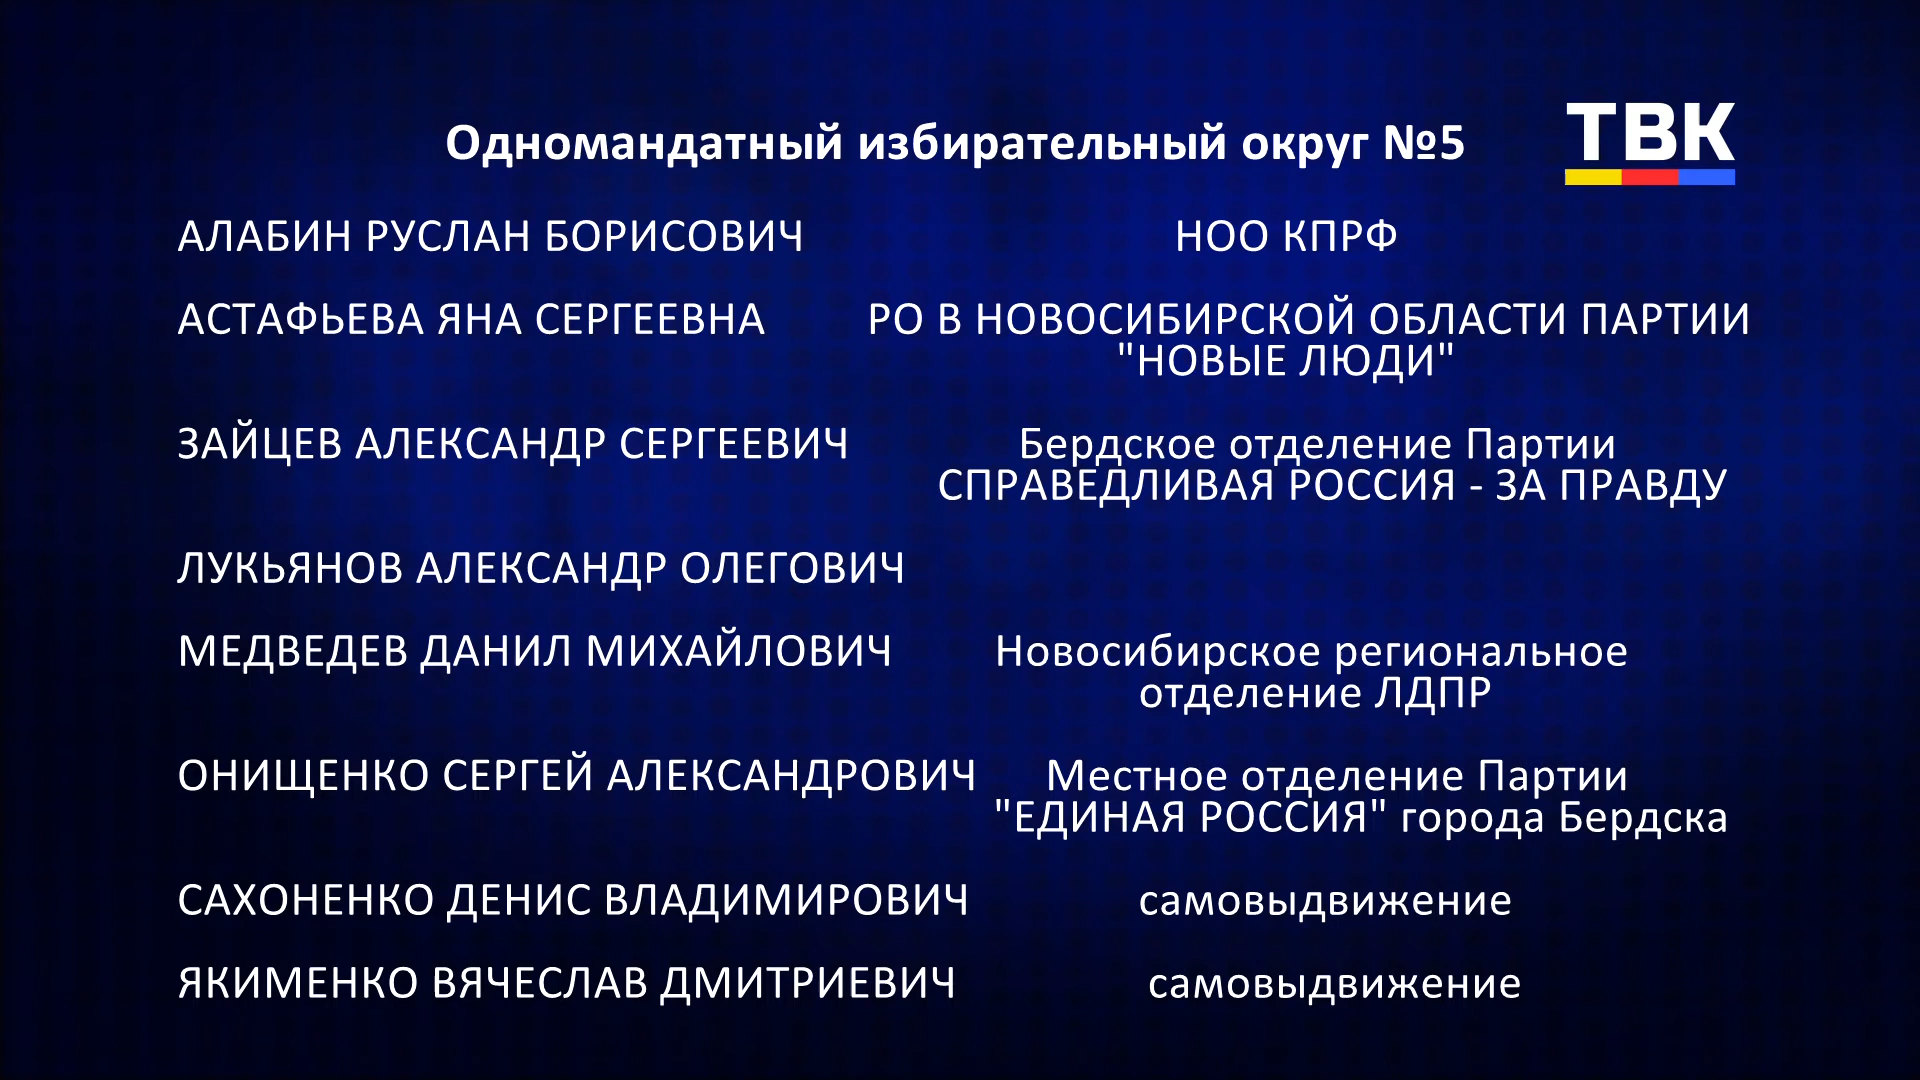 Одномандатный избирательный округ №5
ТВК
АЛАБИН РУСЛАН БОРИСОВИЧ НОО КПРФ
АСТАФЬЕВА ЯНА СЕРГЕЕВНА РО В НОВОСИБИРСКОЙ ОБЛАСТИ ПАРТИИ
"НОВЫЕ ЛЮДИ"
ЗАЙЦЕВ АЛЕКСАНДР СЕРГЕЕВИЧ Бердское отделение Партии
СПРАВЕДЛИВАЯ РОССИЯ - ЗА ПРАВДУ
ЛУКЬЯНОВ АЛЕКСАНДР ОЛЕГОВИЧ
МЕДВЕДЕВ ДАНИЛ МИХАЙЛОВИЧ Новосибирское региональное
отделение ЛДПР
ОНИЩЕНКО СЕРГЕЙ АЛЕКСАНДРОВИЧ Местное отделение Партии
"ЕДИНАЯ РОССИЯ" города Бердска
САХОНЕНКО ДЕНИС ВЛАДИМИРОВИЧ самовыдвижение
ЯКИМЕНКО ВЯЧЕСЛАВ ДМИТРИЕВИЧ самовыдвижение